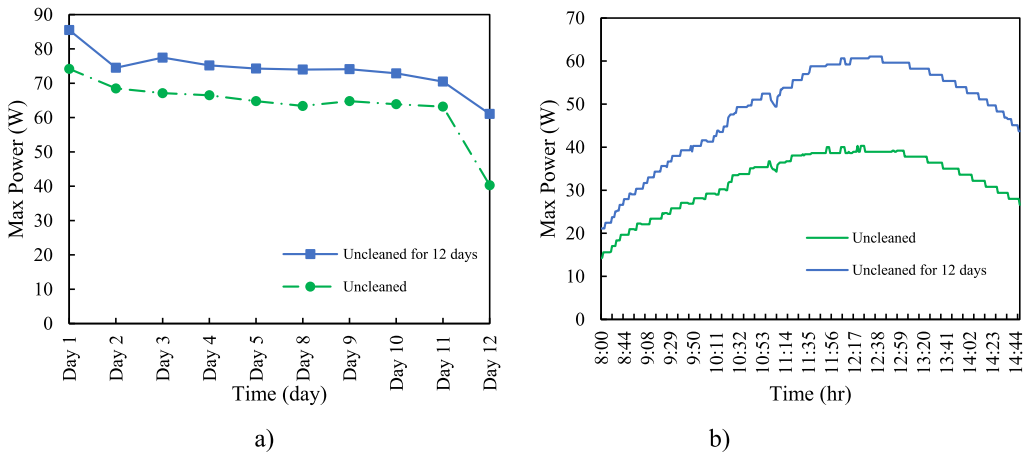 90
80
70
60
50
40
30
20
10
0
Max Power (W)
Uncleaned for 12 days
Uncleaned
Day 1
Day 2
Day 3
Day 4
Day 5
Day 8
Day 9
Day 10
Day 11
Day 12
Time (day)
a)
70
60
50
40
30
20
10
0
Max Power (W)
Uncleaned
Uncleaned for 12 days
8:00
8:44
9:08
9:29
9:50
10:11
10:32
10:53
11:14
11:35
11:56
12:17
12:38
12:59
13:20
13:41
14:02
14:23
14:44
Time (hr)
b)